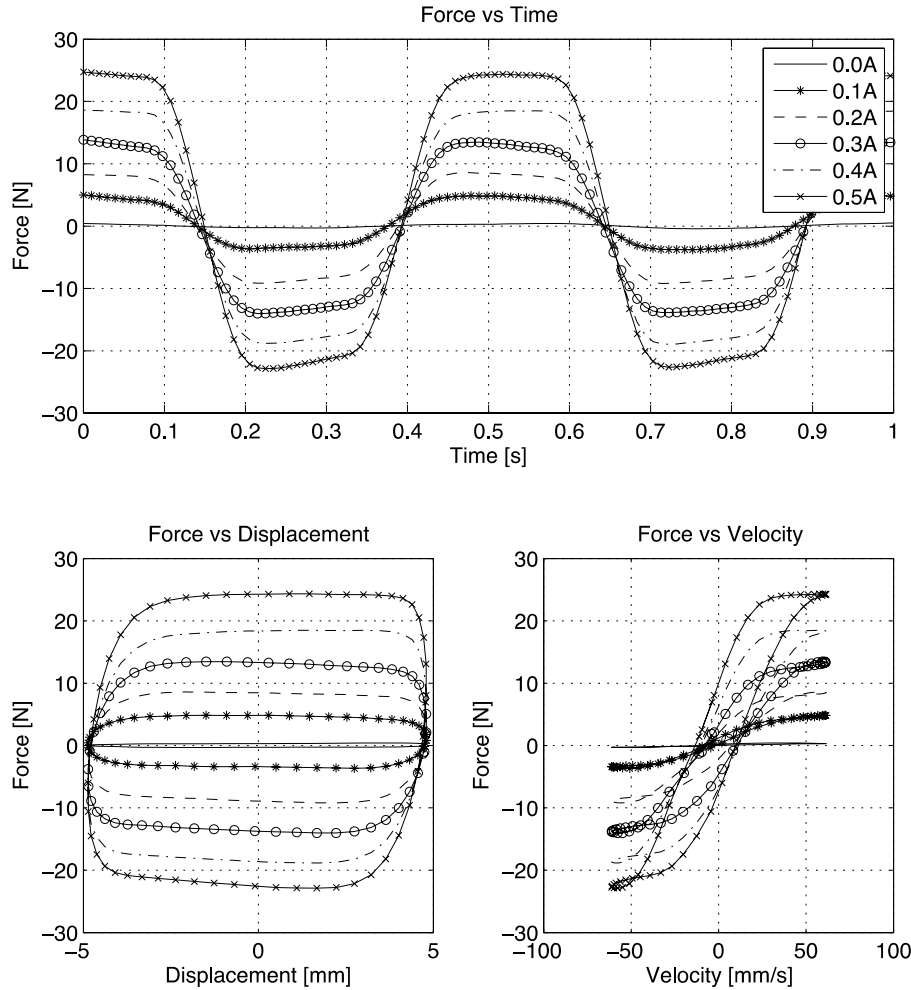 Force vs Time
30
20
10
0
−10
−20
−30
Force [N]
0 0.1 0.2 0.3 0.4 0.5 0.6 0.7 0.8 0.9 1
Time [s]
0.0A
0.1A
0.2A
0.3A
0.4A
0.5A
Force vs Displacement
30
20
10
0
−10
−20
−30
Force [N]
−5 0 5
Displacement [mm]
Force vs Velocity
30
20
10
0
−10
−20
−30
Force [N]
−100 −50 0 50 100
Velocity [mm/s]